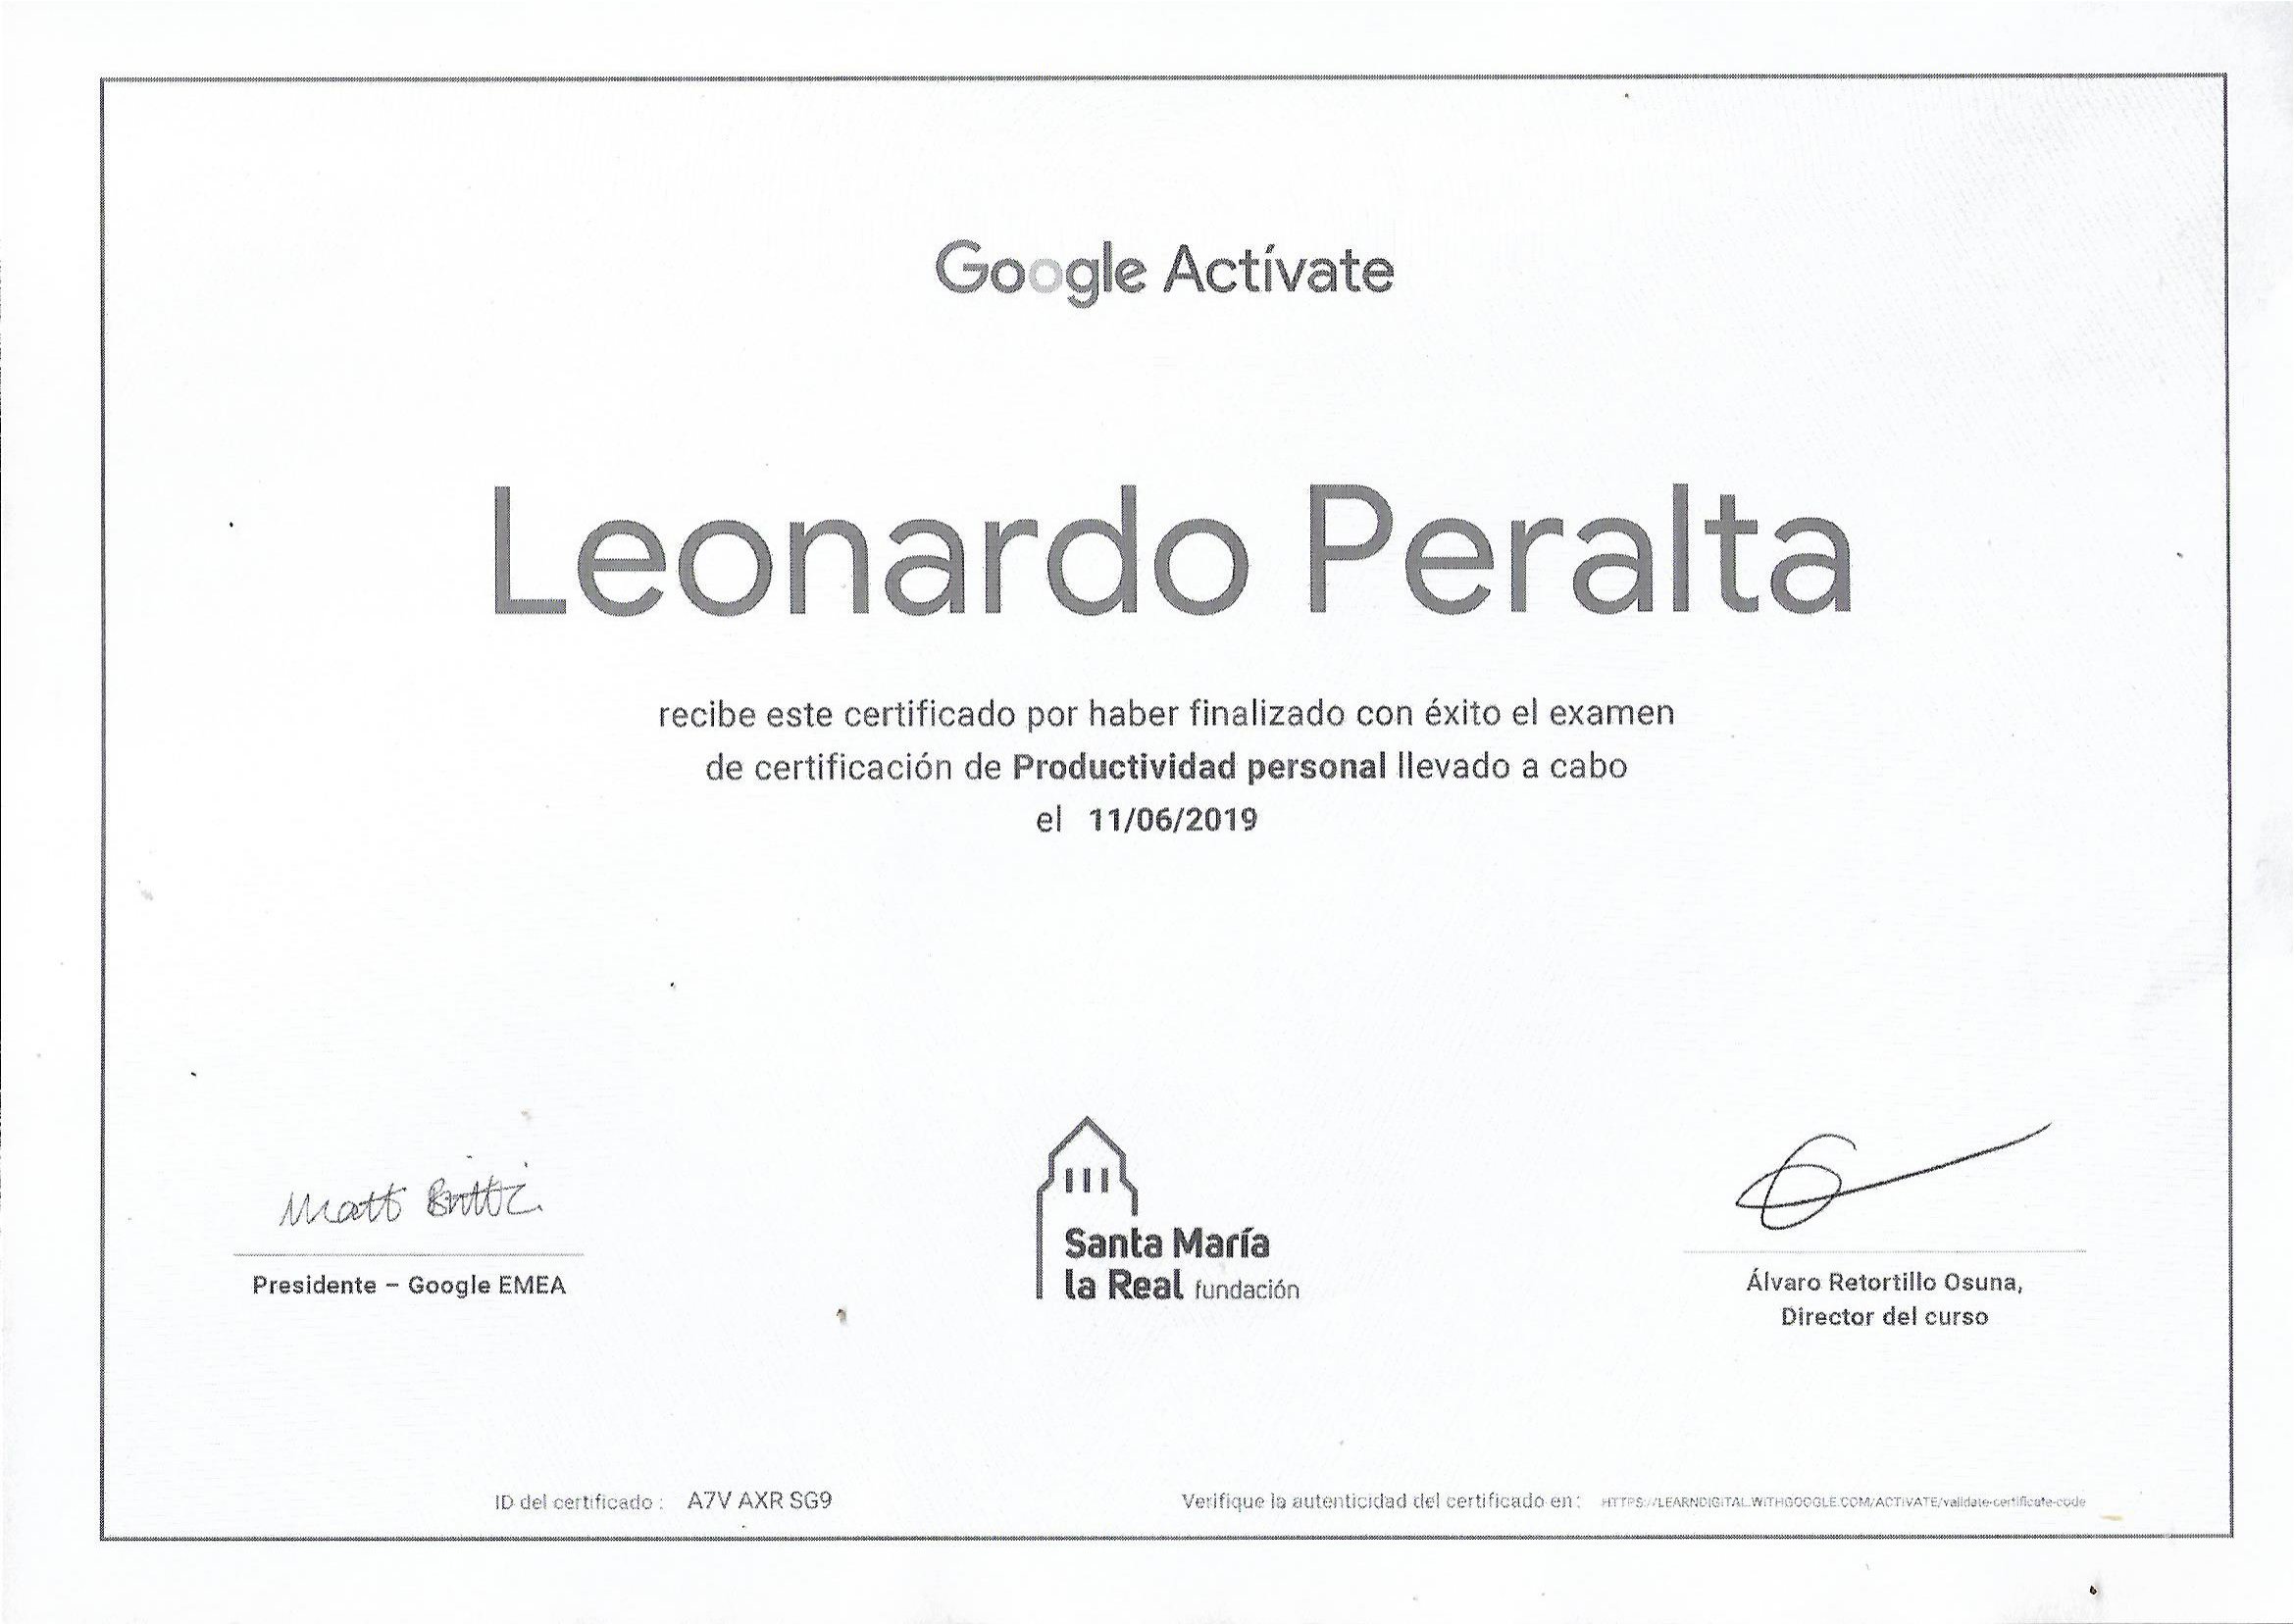 Google Actívate
Leonardo Peralta
recibe este certificado por haber finalizado con éxito el examen
de certificación de Productividad personal llevado a cabo
el 11/06/2019
Matt Brittin
Presidente – Google EMEA
Santa María
la Real fundación
Álvaro Retortillo Osuna,
Director del curso
ID del certificado : A7V AXR SG9
Verifique la autenticidad del certificado en : HTTPS://LEARNDIGITAL.WITHGOOGLE.COM/ACTIVATE/validate-certificate-code